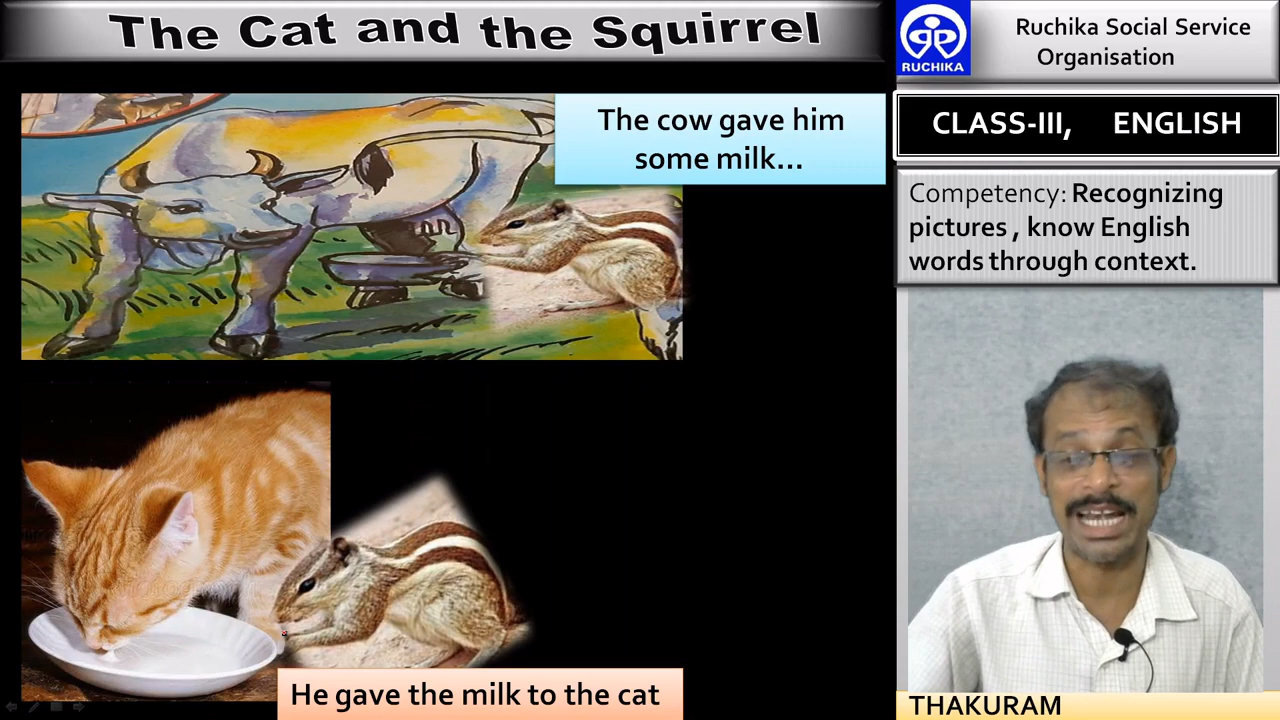 The Cat and the Squirrel
The cow gave him
some milk...
He gave the milk to the cat
RUCHIKA
Ruchika Social Service
Organisation
CLASS-III, ENGLISH
Competency: Recognizing
pictures , know English
words through context.
THAKURAM